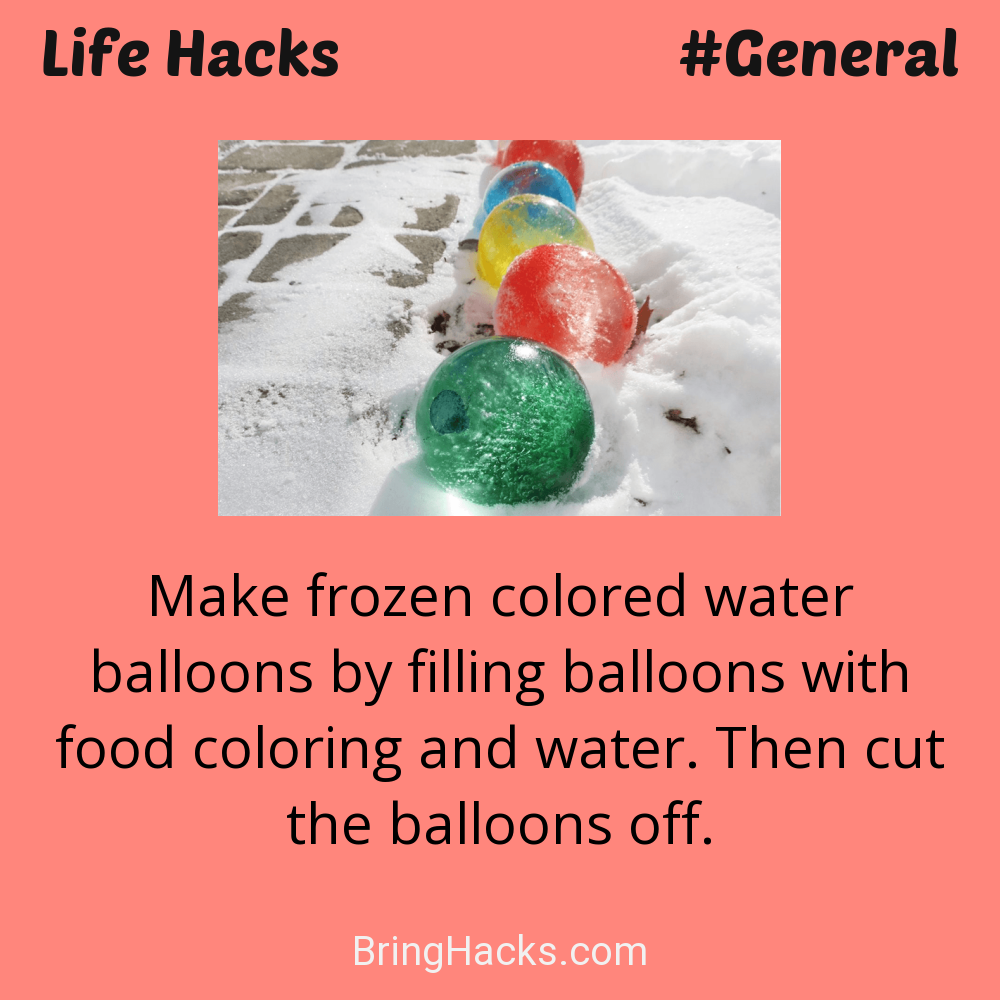 Life Hacks
#General
Make frozen colored water
balloons by filling balloons with
food coloring and water. Then cut
the balloons off.
BringHacks.com